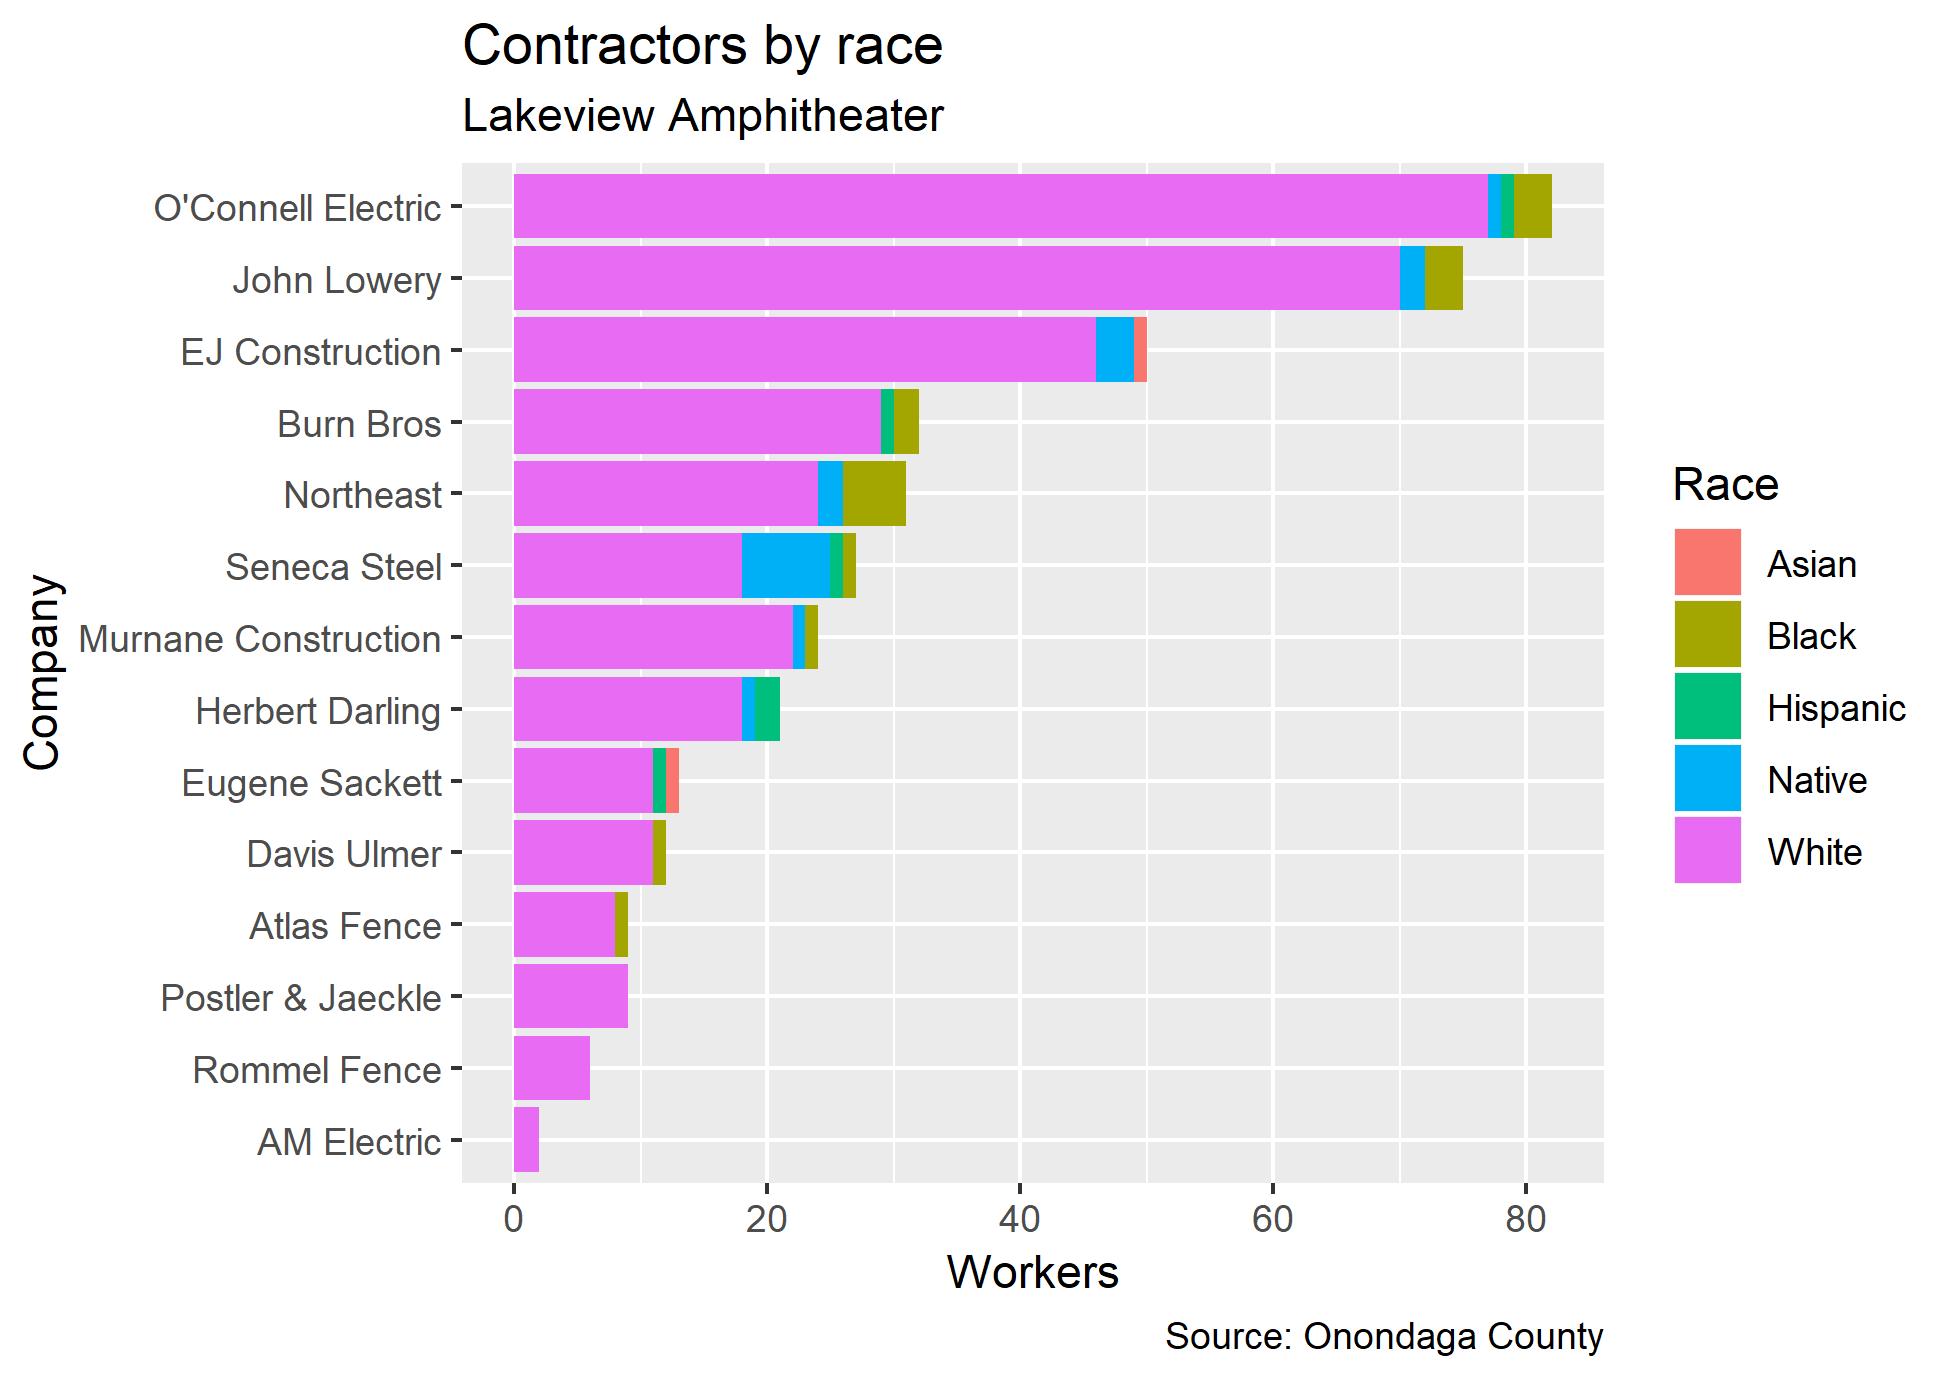 Contractors by race
Lakeview Amphitheater
O'Connell Electric
John Lowery
EJ Construction
Burn Bros
Northeast
Seneca Steel
Murnane Construction
Herbert Darling
Eugene Sackett
Davis Ulmer
Atlas Fence
Postler & Jaeckle
Rommel Fence
AM Electric
Company
0 20 40 60 80
Workers
Race
Asian
Black
Hispanic
Native
White
Source: Onondaga County